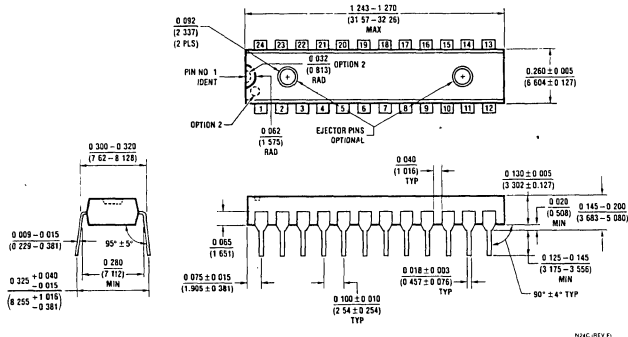 1 243–1 270
(31 57–32 26)
MAX
0.092
(2 337)
(2 PLS)
24 23 22 21 20 19 18 17 16 15 14 13
0 032
(0 813)
RAD
OPTION 2
PIN NO 1
IDENT
0.260 ± 0 005
(6 604 ± 0 127)
OPTION 2
1 2 3 4 5 6 7 8 9 10 11 12
0 062
(1 575)
RAD
EJECTOR PINS
OPTIONAL
0 300–0 320
(7 62–8 128)
0.040
(1 016)
TYP
0 130 ± 0 005
(3 302 ± 0.127)
0 020
(0 508)
MIN
0 145–0 200
(3 683–5 080)
0 009–0 015
(0 229–0 381)
95° ± 5°
0 065
(1 651)
0 280
(7 112)
MIN
0 325 + 0 040
– 0 015
(8 255 + 1 016
– 0 381)
0 075 ± 0 015
(1.905 ± 0 381)
0 100 ± 0 010
(2 54 ± 0 254)
TYP
0 018 ± 0 003
(0 457 ± 0 076)
TYP
0 125–0 145
(3 175–3 556)
MIN
90° ± 4° TYP
N24C (REV F)